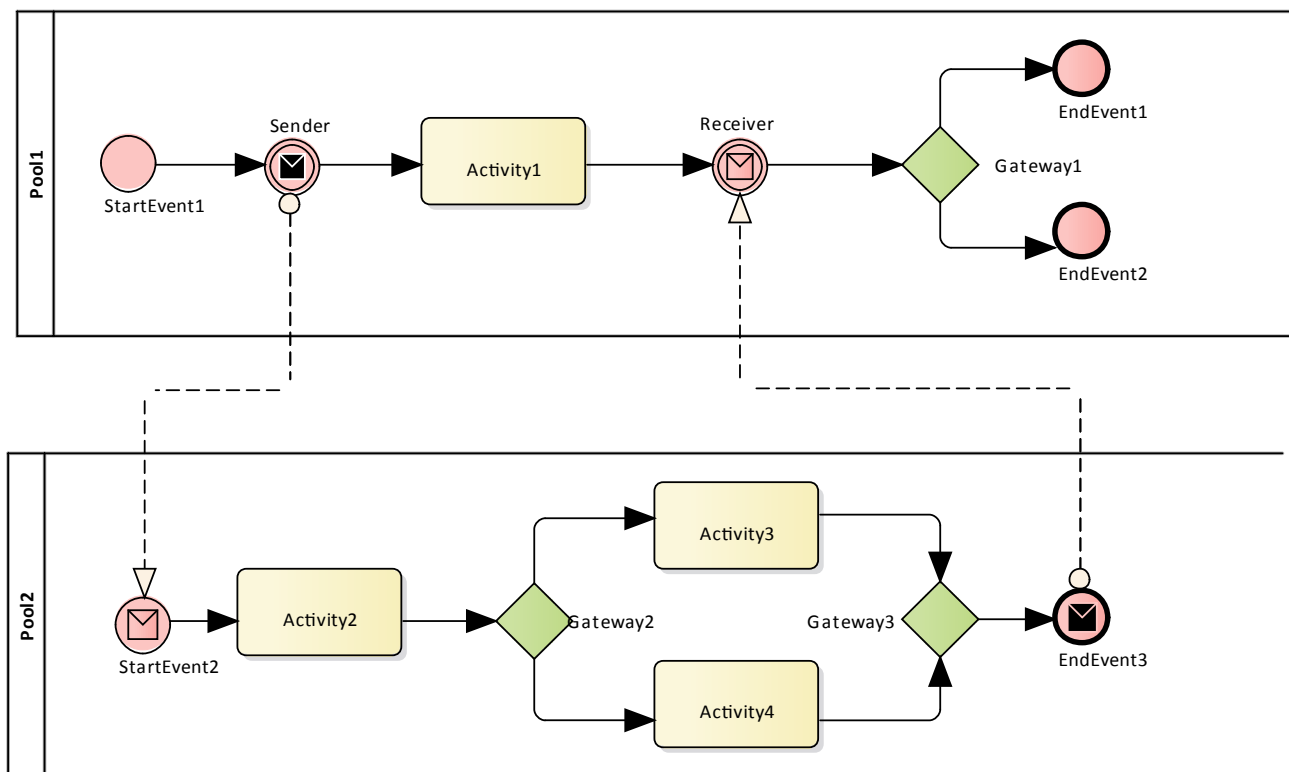 Pool1
StartEvent1
Sender
Activity1
Receiver
Gateway1
EndEvent1
EndEvent2
Pool2
StartEvent2
Activity2
Gateway2
Activity3
Activity4
Gateway3
EndEvent3